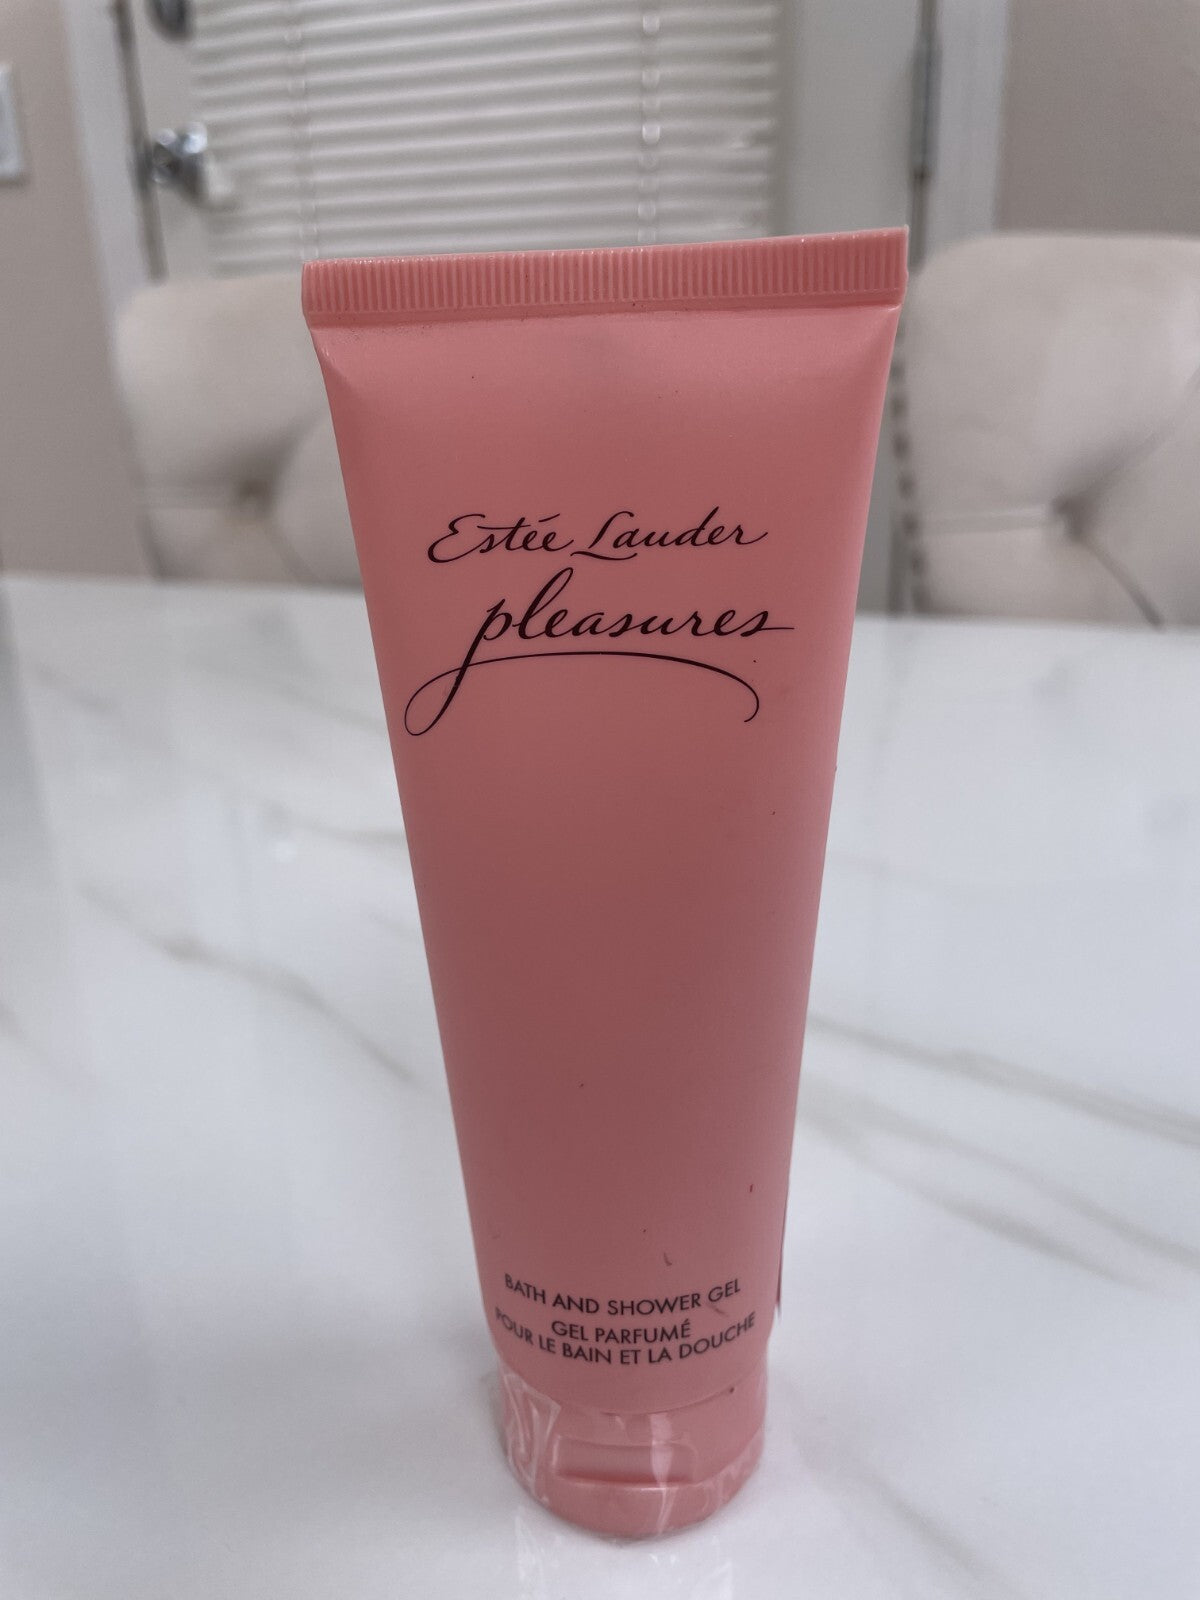 Estée Lauder
pleasures
BATH AND SHOWER GEL
GEL PARFUMÉ
POUR LE BAIN ET LA DOUCHE